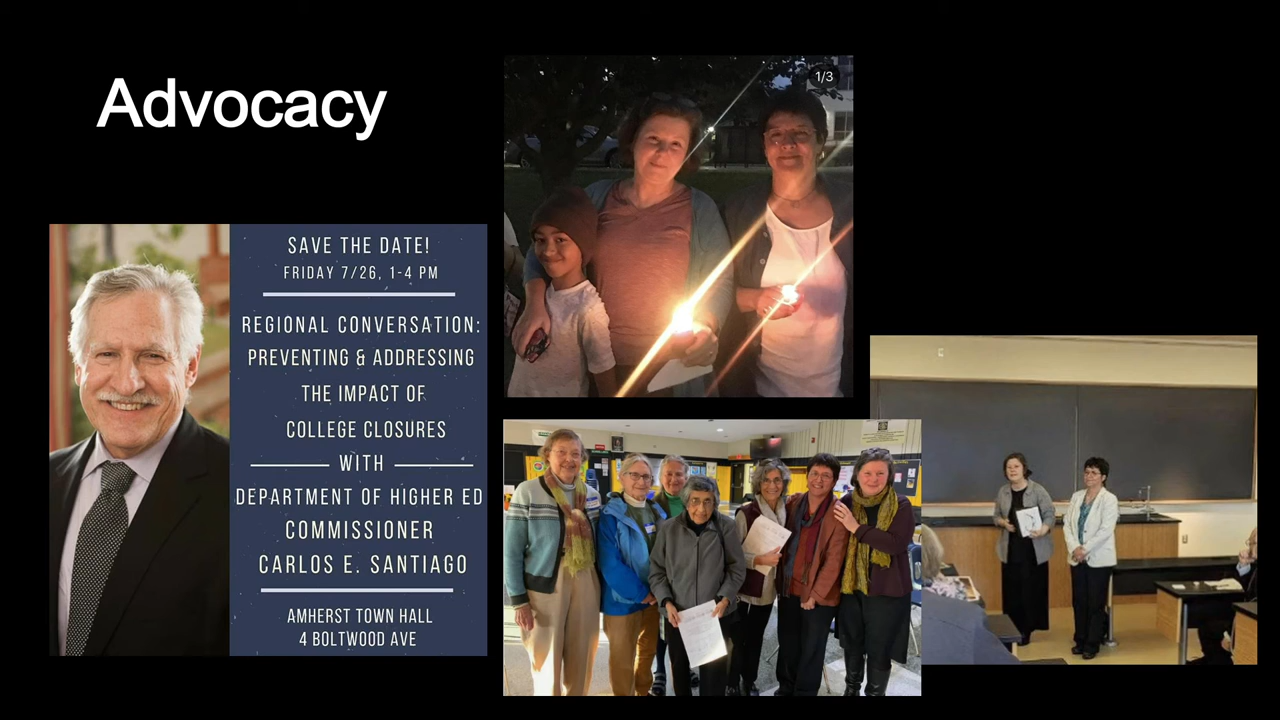 Advocacy
1/3
SAVE THE DATE!
FRIDAY 7/26, 1-4 PM
REGIONAL CONVERSATION:
PREVENTING & ADDRESSING
THE IMPACT OF
COLLEGE CLOSURES
WITH
DEPARTMENT OF HIGHER ED
COMMISSIONER
CARLOS E. SANTIAGO
AMHERST TOWN HALL
4 BOLTWOOD AVE